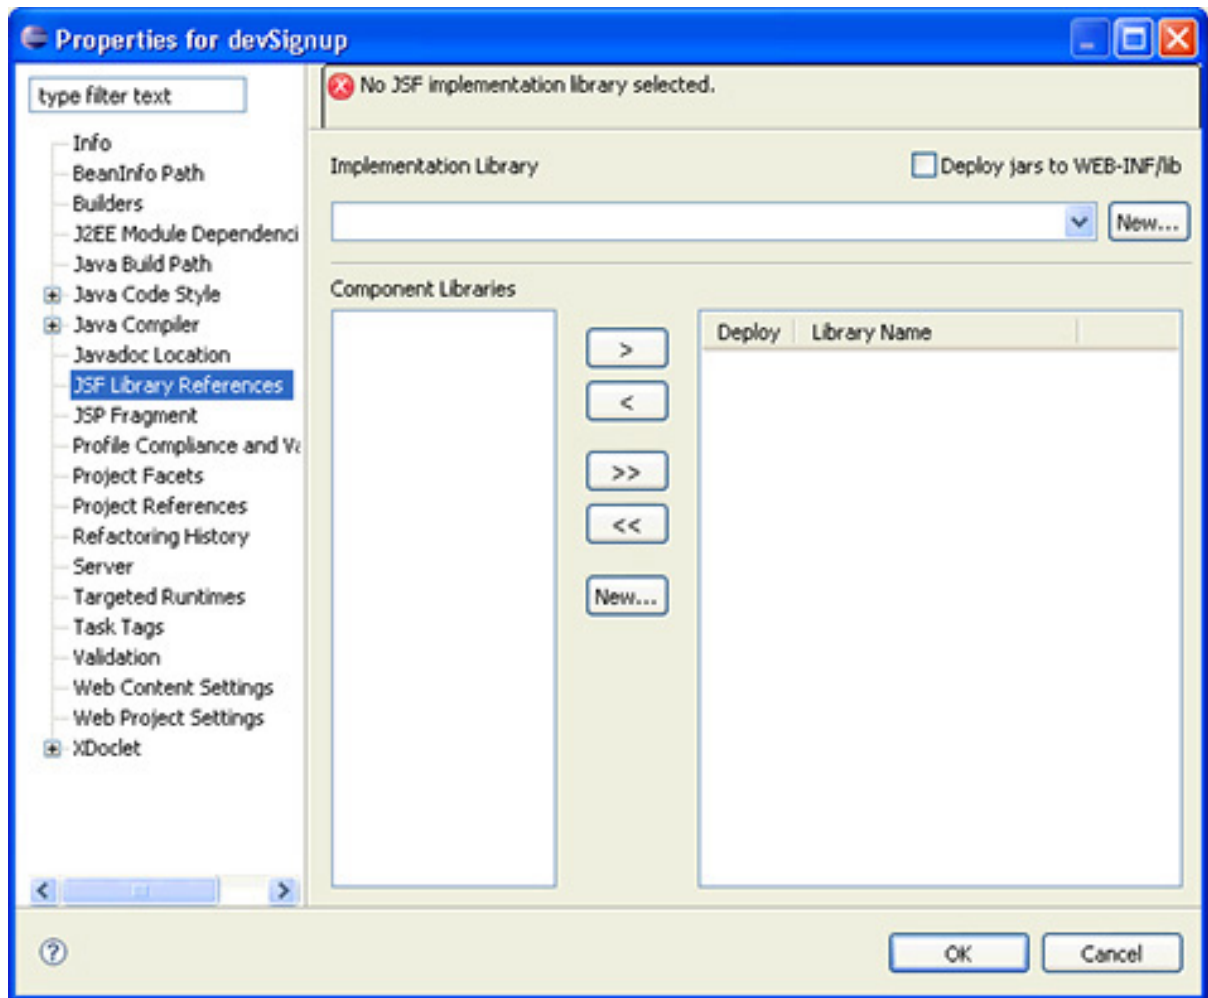 Properties for devSignup
type filter text
Info
BeanInfo Path
Builders
J2EE Module Dependenci
Java Build Path
Java Code Style
Java Compiler
Javadoc Location
JSF Library References
JSP Fragment
Profile Compliance and Va
Project Facets
Project References
Refactoring History
Server
Targeted Runtimes
Task Tags
Validation
Web Content Settings
Web Project Settings
XDoclet
No JSF implementation library selected.
Implementation Library
Deploy jars to WEB-INF/lib
New...
Component Libraries
>
<
>>
<<
New...
Deploy Library Name
OK Cancel